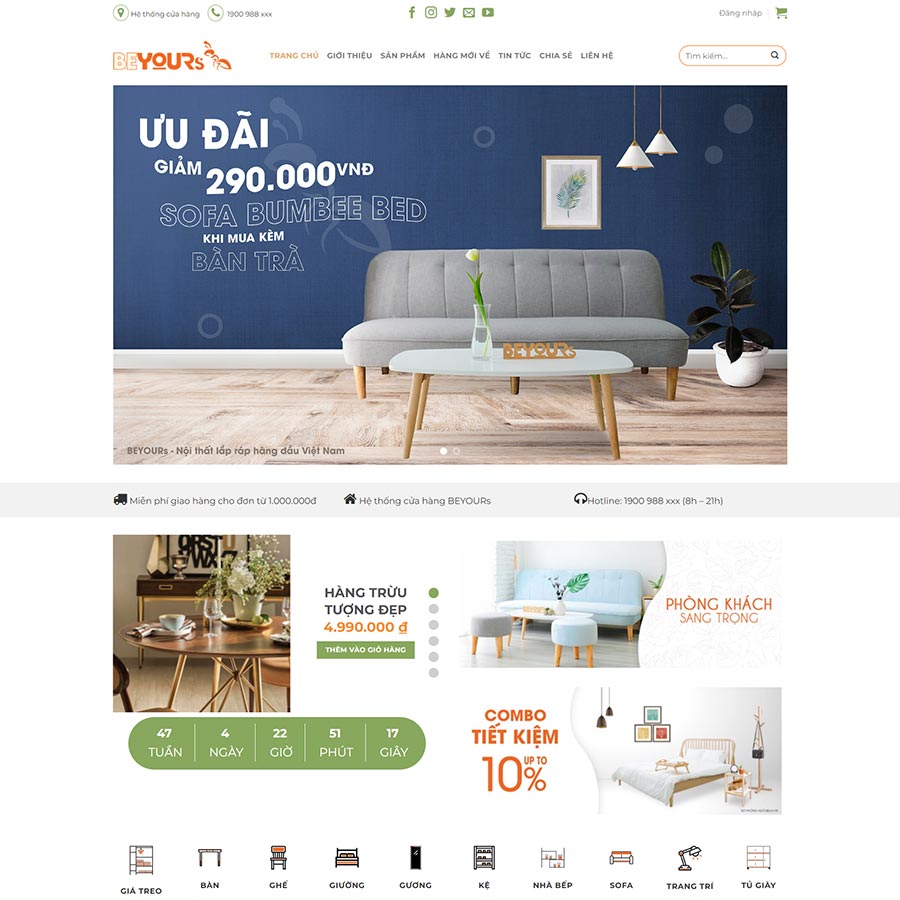 Hệ thống cửa hàng
1900 988 xxx
Đăng nhập
BEYOURs
TRANG CHỦ
GIỚI THIỆU
SẢN PHẨM
HÀNG MỚI VỀ
TIN TỨC
CHIA SẺ
LIÊN HỆ
Tìm kiếm...
ƯU ĐÃI
GIẢM 290.000VNĐ
SOFA BUMBEE BED
KHI MUA KÈM
BÀN TRÀ
BEYOURs
BEYOURs - Nội thất lắp ráp hàng đầu Việt Nam
Miễn phí giao hàng cho đơn từ 1.000.000đ
Hệ thống cửa hàng BEYOURs
Hotline: 1900 988 xxx (8h – 21h)
HÀNG TRỪU
TƯỢNG ĐẸP
4.990.000 ₫
THÊM VÀO GIỎ HÀNG
PHÒNG KHÁCH
SANG TRỌNG
47 4 22 51 17
TUẦN NGÀY GIỜ PHÚT GIÂY
COMBO
TIẾT KIỆM
UP TO
10%
GIÁ TREO
BÀN
GHẾ
GIƯỜNG
GƯƠNG
KỆ
NHÀ BẾP
SOFA
TRANG TRÍ
TỦ GIÀY